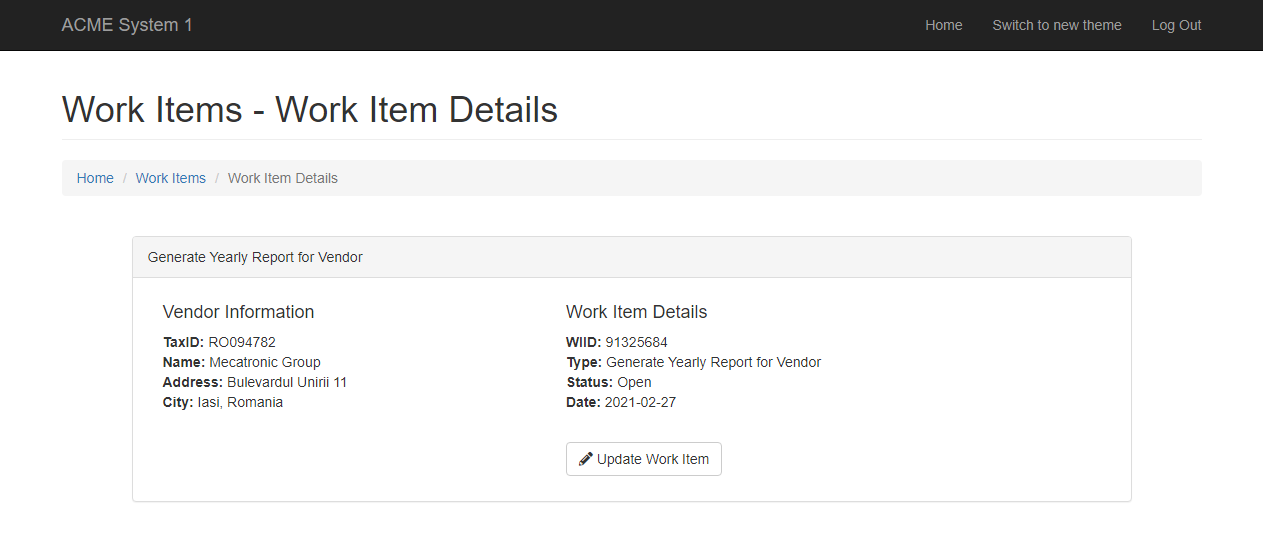 ACME System 1 Home Switch to new theme Log Out
Work Items - Work Item Details
Home / Work Items / Work Item Details
Generate Yearly Report for Vendor
Vendor Information
TaxID: RO094782
Name: Mecatronic Group
Address: Bulevardul Unirii 11
City: Iasi, Romania
Work Item Details
WIID: 91325684
Type: Generate Yearly Report for Vendor
Status: Open
Date: 2021-02-27
Update Work Item